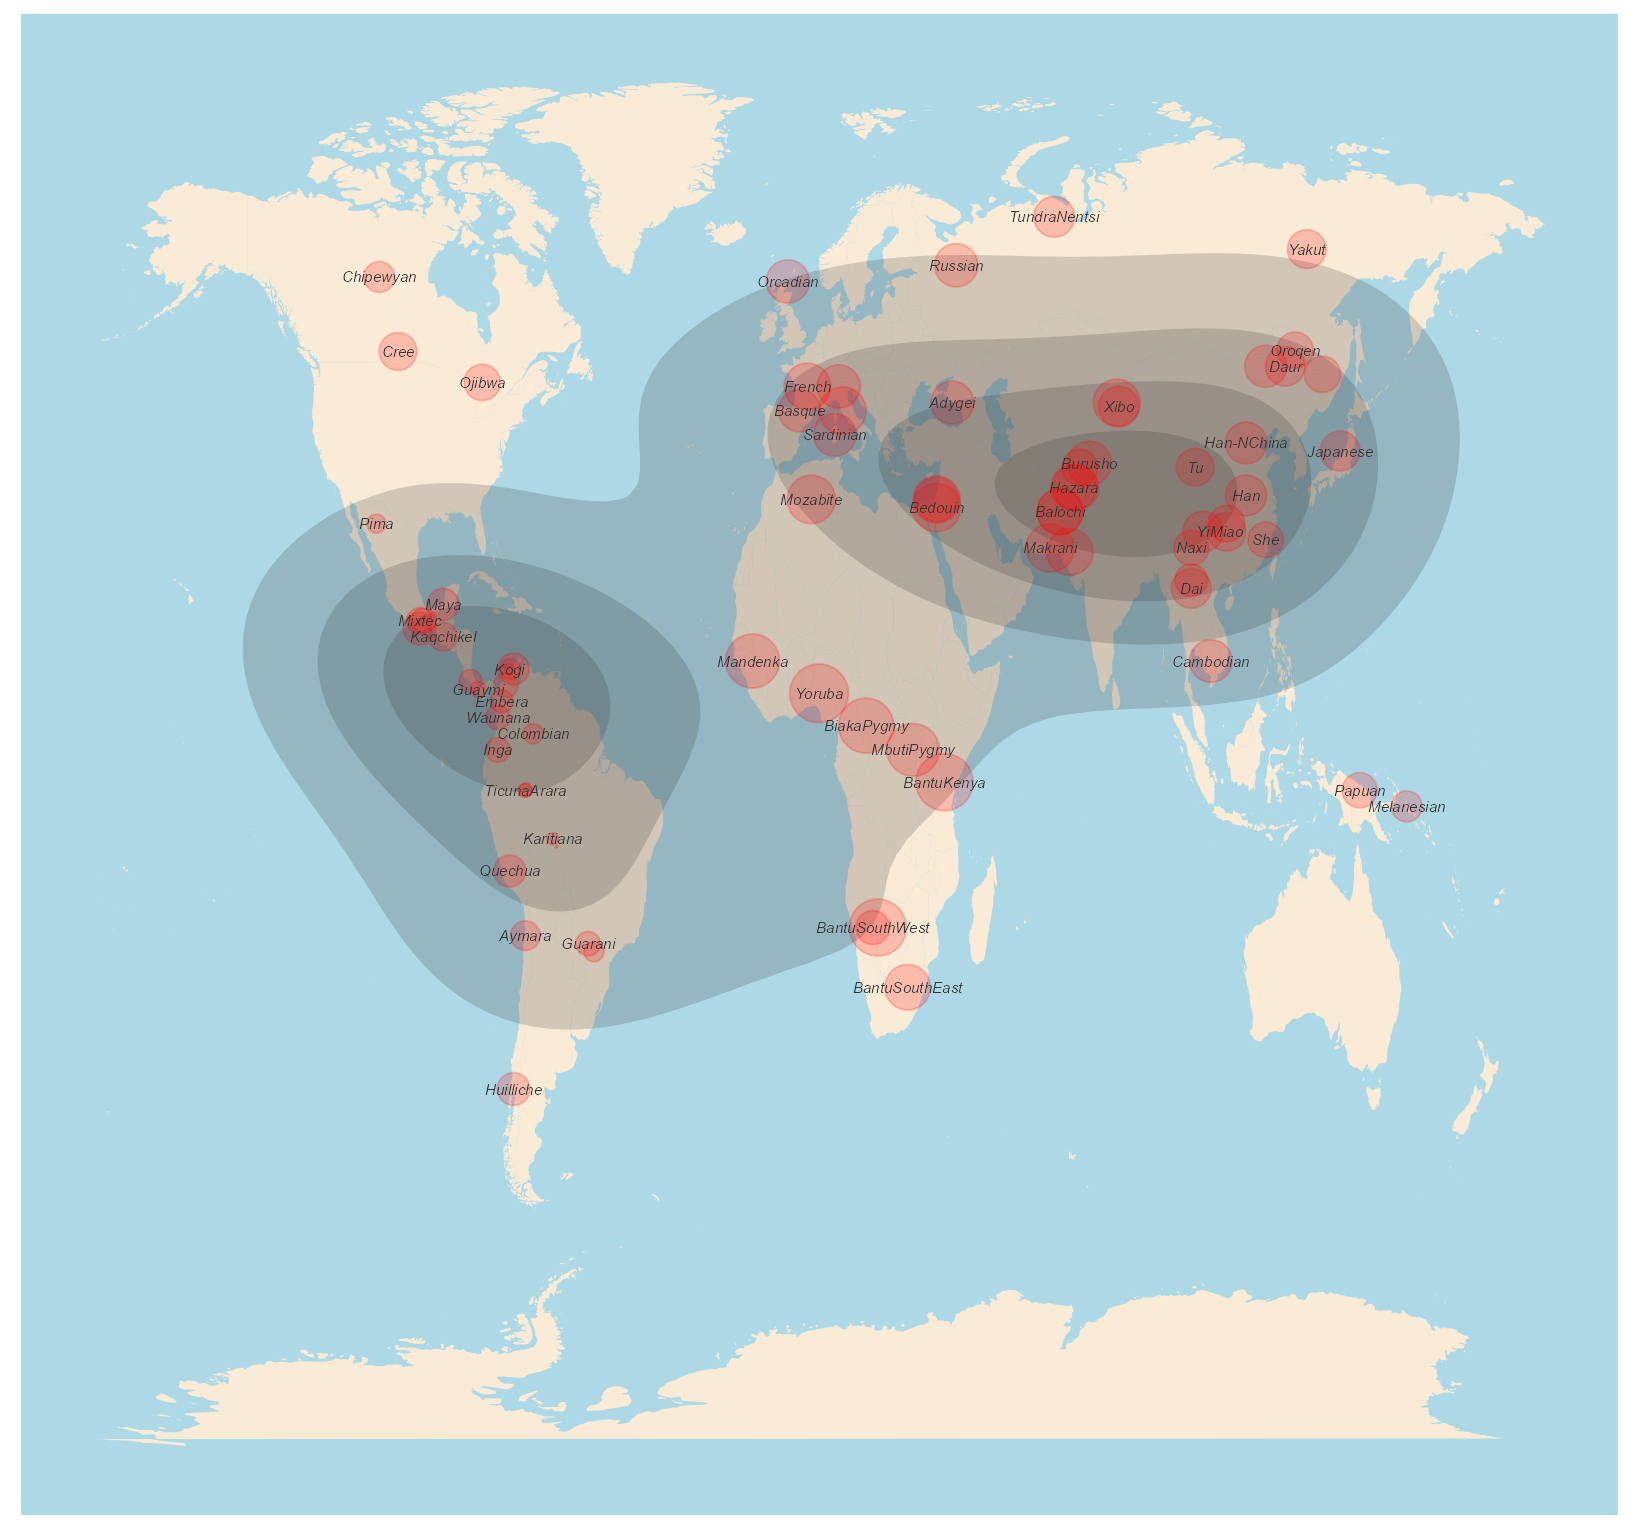 TundraNentsi
Yakut
Russian
Chipewyan
Orcadian
Cree
Oroqen
Daur
Ojibwa
French
Adygei
Xibo
Basque
Sardinian
Han-NChina
Japanese
Burusho
Tu
Hazara
Han
Mozabite
Bedouin
Balochi
Pima
YiMiao
She
Makrani
Naxi
Dai
Maya
Mixtec
Kaqchikel
Mandenka
Cambodian
Kogi
Guaymi
Yoruba
Embera
Waunana
BiakaPygmy
Colombian
Inga
MbutiPygmy
BantuKenya
TicunaArara
Papuan
Melanesian
Karitiana
Quechua
BantuSouthWest
Aymara
Guarani
BantuSouthEast
Huilliche